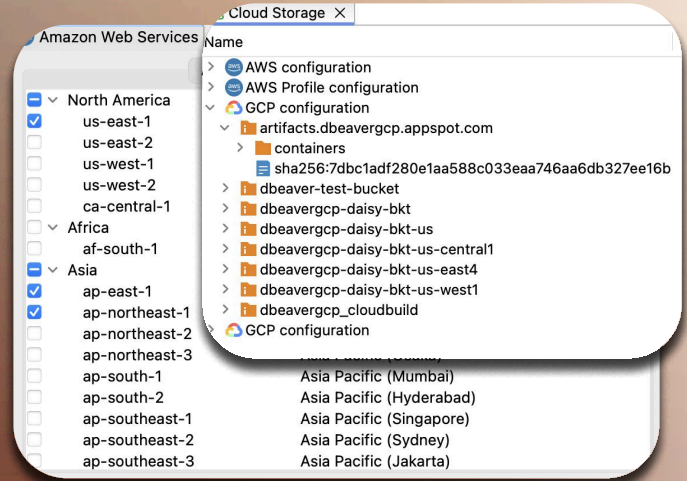 Amazon Web Services
North America
us-east-1
us-east-2
us-west-1
us-west-2
ca-central-1
Africa
af-south-1
Asia
ap-east-1
ap-northeast-1
ap-northeast-2
ap-northeast-3
ap-south-1 Asia Pacific (Mumbai)
ap-south-2 Asia Pacific (Hyderabad)
ap-southeast-1 Asia Pacific (Singapore)
ap-southeast-2 Asia Pacific (Sydney)
ap-southeast-3 Asia Pacific (Jakarta)
Cloud Storage
Name
aws AWS configuration
aws AWS Profile configuration
GCP configuration
artifacts.dbeavergcp.appspot.com
containers
sha256:7dbc1adf280e1aa588c033eaa746aa6db327ee16b
dbeaver-test-bucket
dbeavergcp-daisy-bkt
dbeavergcp-daisy-bkt-us
dbeavergcp-daisy-bkt-us-central1
dbeavergcp-daisy-bkt-us-east4
dbeavergcp-daisy-bkt-us-west1
dbeavergcp_cloudbuild
GCP configuration